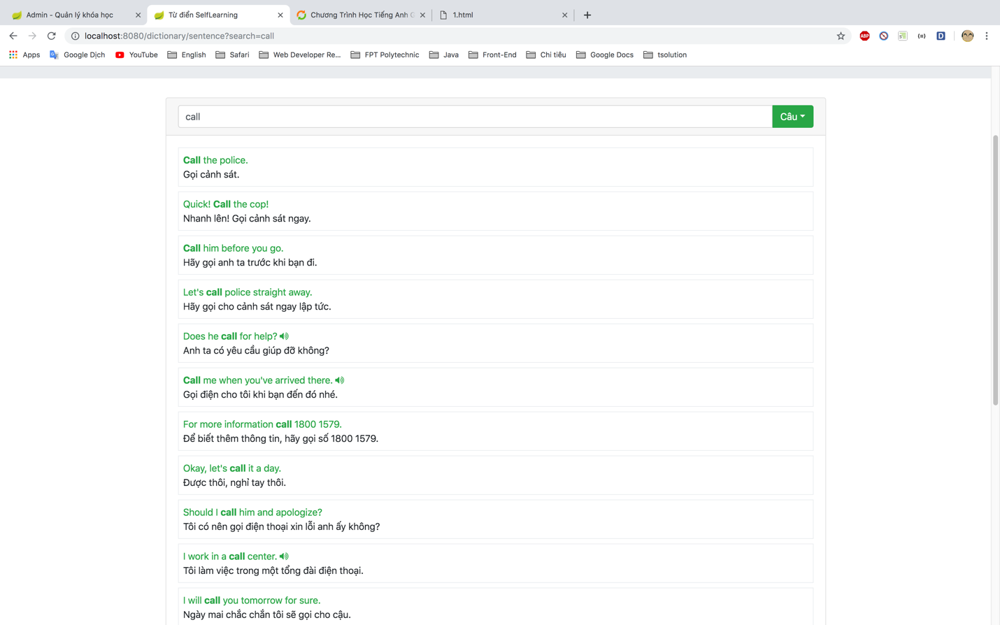 Admin - Quản lý khóa học
Từ điển SelfLearning
Chương Trình Học Tiếng Anh G
1.html
localhost:8080/dictionary/sentence?search=call
ABP
D
Apps
Google Dịch
YouTube
English
Safari
Web Developer Re...
FPT Polytechnic
Java
Front-End
Chi tiêu
Google Docs
tsolution
call
Câu
Call the police.
Gọi cảnh sát.
Quick! Call the cop!
Nhanh lên! Gọi cảnh sát ngay.
Call him before you go.
Hãy gọi anh ta trước khi bạn đi.
Let's call police straight away.
Hãy gọi cho cảnh sát ngay lập tức.
Does he call for help?
Anh ta có yêu cầu giúp đỡ không?
Call me when you've arrived there.
Gọi điện cho tôi khi bạn đến đó nhé.
For more information call 1800 1579.
Để biết thêm thông tin, hãy gọi số 1800 1579.
Okay, let's call it a day.
Được thôi, nghỉ tay thôi.
Should I call him and apologize?
Tôi có nên gọi điện thoại xin lỗi anh ấy không?
I work in a call center.
Tôi làm việc trong một tổng đài điện thoại.
I will call you tomorrow for sure.
Ngày mai chắc chắn tôi sẽ gọi cho cậu.